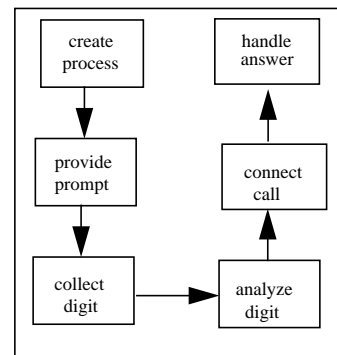 create
process
provide
prompt
collect
digit
analyze
digit
connect
call
handle
answer